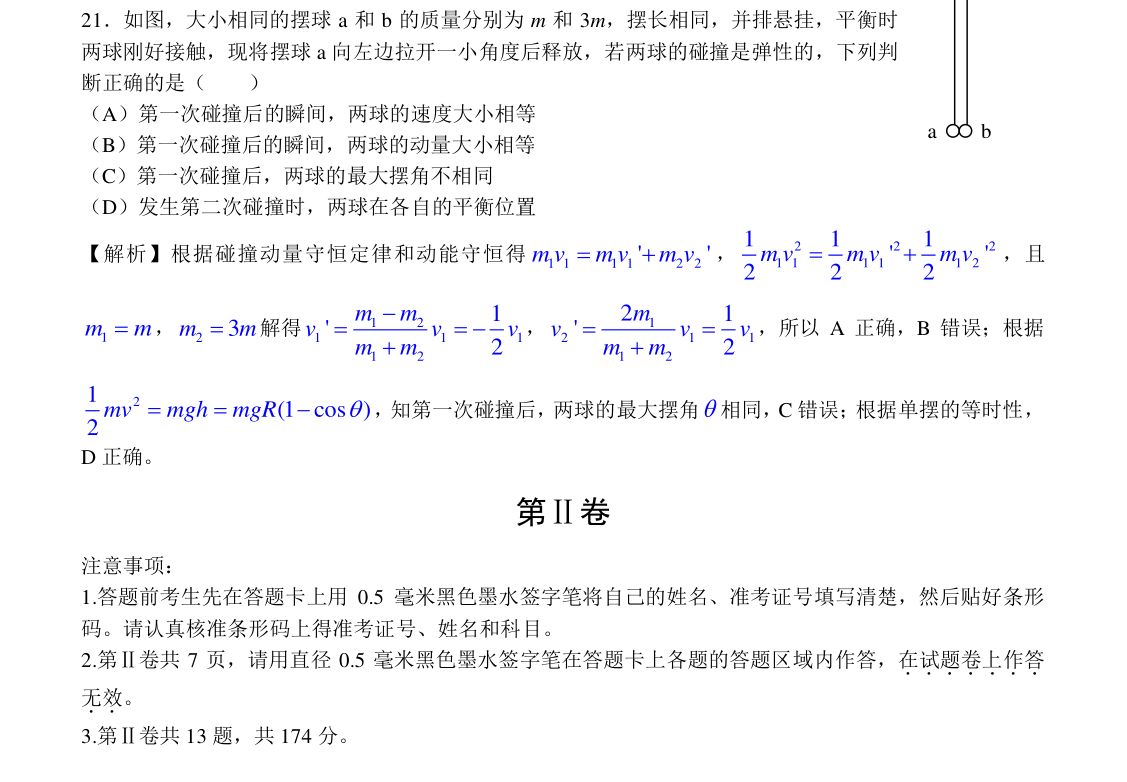 21．如图，大小相同的摆球 a 和 b 的质量分别为 m 和 3m，摆长相同，并排悬挂，平衡时
两球刚好接触，现将摆球 a 向左边拉开一小角度后释放，若两球的碰撞是弹性的，下列判
断正确的是（　　）
（A）第一次碰撞后的瞬间，两球的速度大小相等
（B）第一次碰撞后的瞬间，两球的动量大小相等
（C）第一次碰撞后，两球的最大摆角不相同
（D）发生第二次碰撞时，两球在各自的平衡位置
a b
【解析】根据碰撞动量守恒定律和动能守恒得 m₁v₁ = m₁v₁'+m₂v₂'， 1/2 m₁v₁² = 1/2 m₁v₁'² + 1/2 m₁v₂'²，且
m₁ = m，m₂ = 3m 解得 v₁' = (m₁ − m₂)/(m₁ + m₂) v₁ = −1/2 v₁，v₂' = 2m₁/(m₁ + m₂) v₁ = 1/2 v₁，所以 A 正确，B 错误；根据
1/2 mv² = mgh = mgR(1−cosθ)，知第一次碰撞后，两球的最大摆角θ相同，C 错误；根据单摆的等时性，
D 正确。
第Ⅱ卷
注意事项：
1.答题前考生先在答题卡上用 0.5 毫米黑色墨水签字笔将自己的姓名、准考证号填写清楚，然后贴好条形
码。请认真核准条形码上得准考证号、姓名和科目。
2.第Ⅱ卷共 7 页，请用直径 0.5 毫米黑色墨水签字笔在答题卡上各题的答题区域内作答，在试题卷上作答
无效。
3.第Ⅱ卷共 13 题，共 174 分。